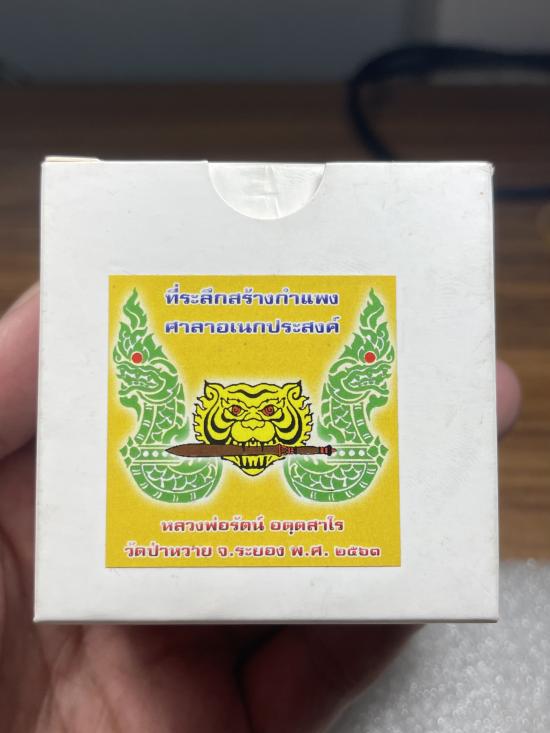 ที่ระลึกสร้างกำแพง
ศาลาอเนกประสงค์
หลวงพ่อรัตน์ อตฺตสาโร
วัดป่าหวาย จ.ระยอง พ.ศ. ๒๕๖๓